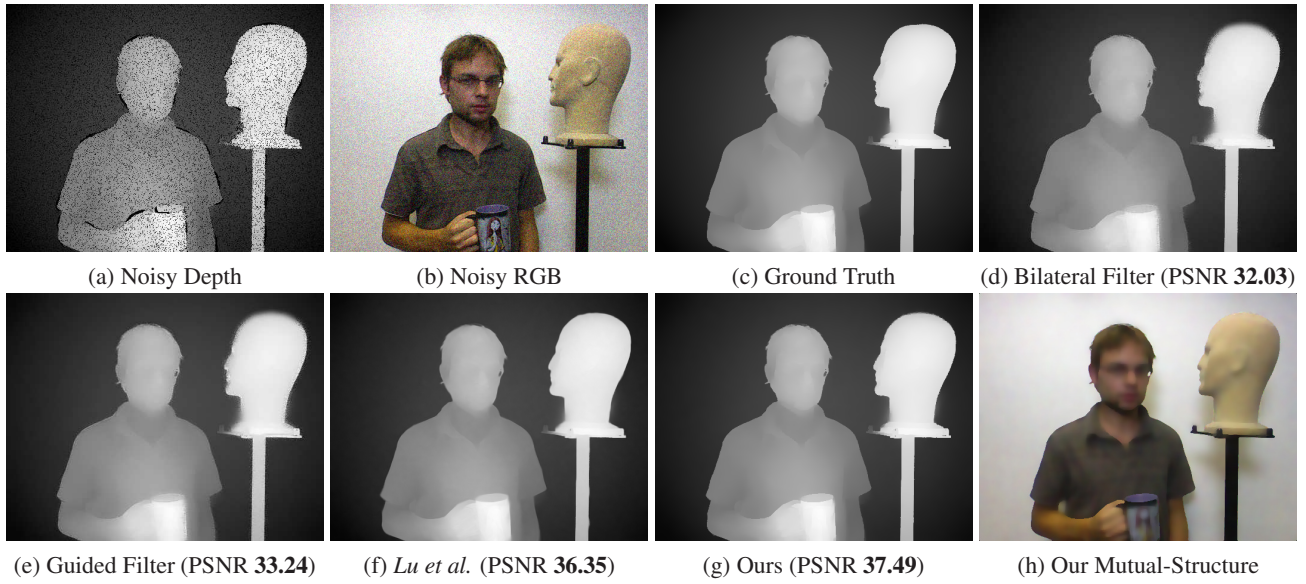 (a) Noisy Depth
(b) Noisy RGB
(c) Ground Truth
(d) Bilateral Filter (PSNR 32.03)
(e) Guided Filter (PSNR 33.24)
(f) Lu et al. (PSNR 36.35)
(g) Ours (PSNR 37.49)
(h) Our Mutual-Structure